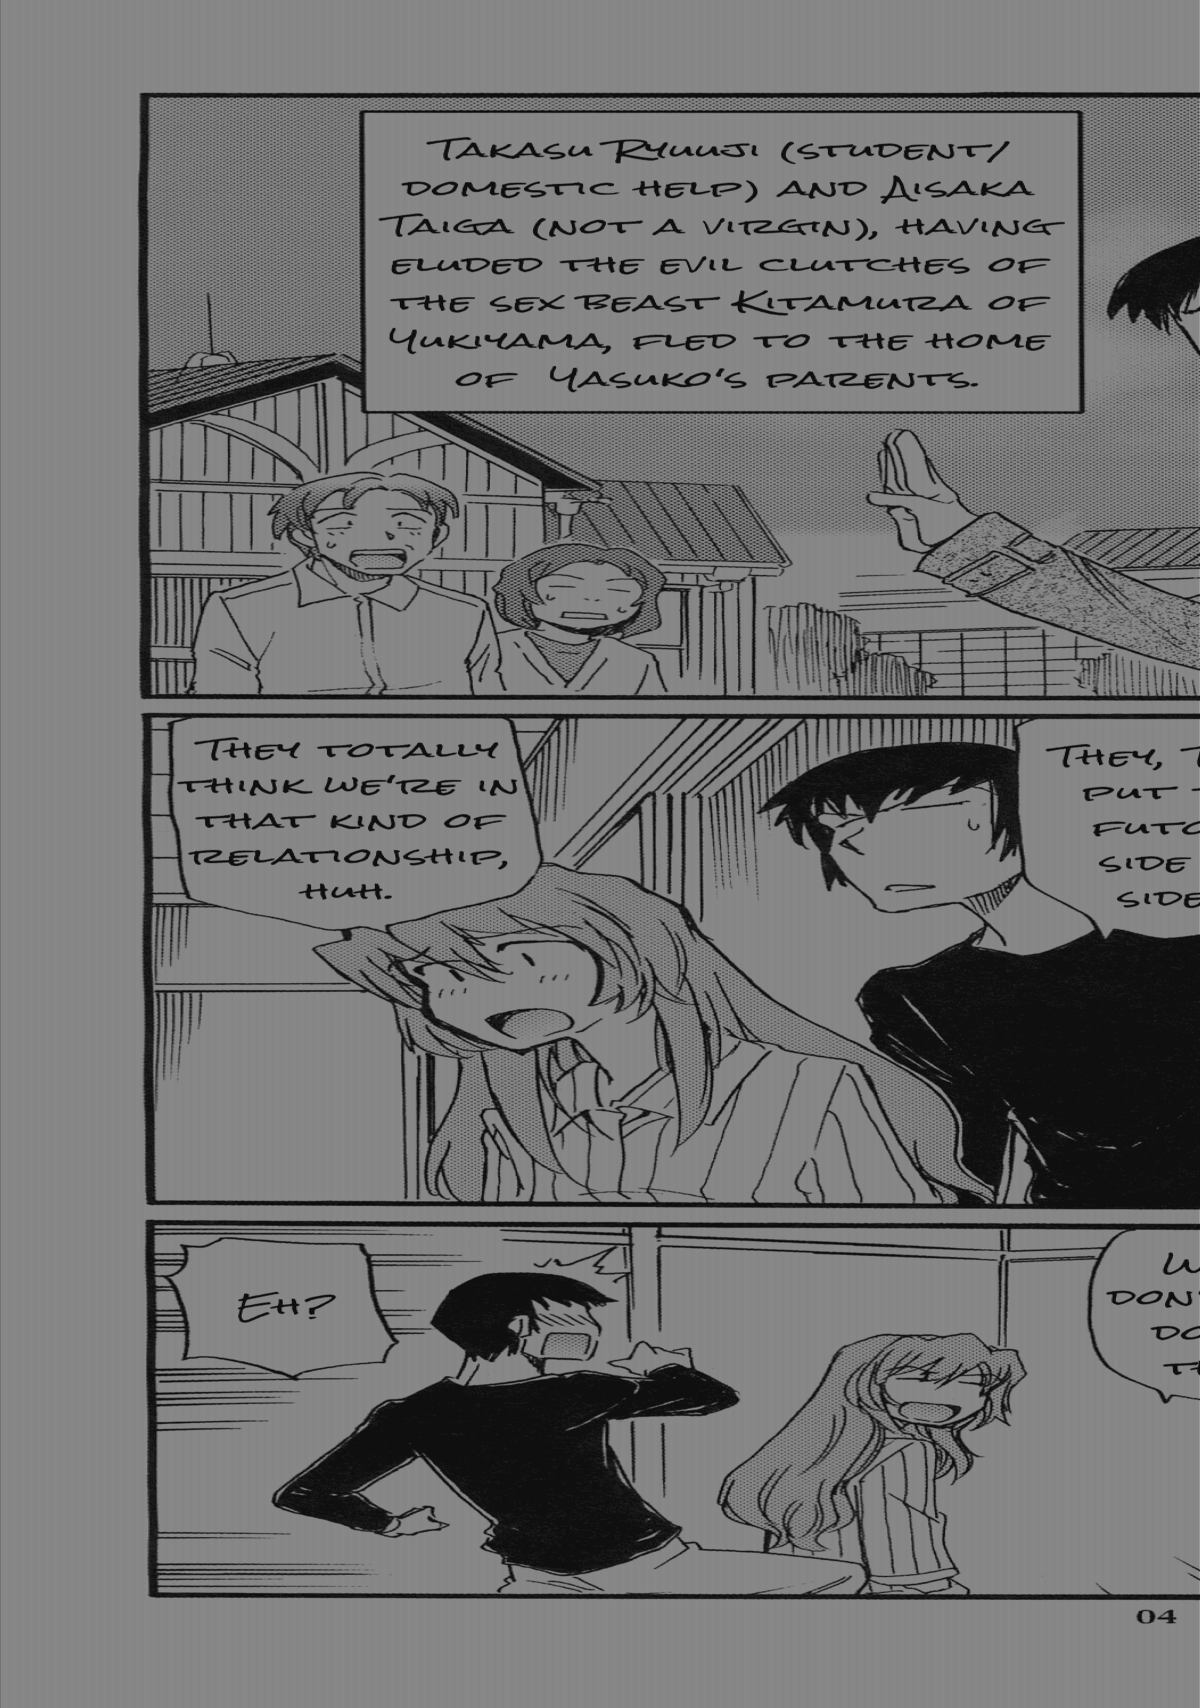 TAKASU RYUUJI (STUDENT/
DOMESTIC HELP) AND AISAKA
TAIGA (NOT A VIRGIN), HAVING
ELUDED THE EVIL CLUTCHES OF
THE SEX BEAST KITAMURA OF
YUKIYAMA, FLED TO THE HOME
OF YASUKO'S PARENTS.
THEY,
PUT
SIDE
SIDE
THEY TOTALLY
THINK WE'RE IN
THAT KIND OF
RELATIONSHIP,
HUH.
EH?
04